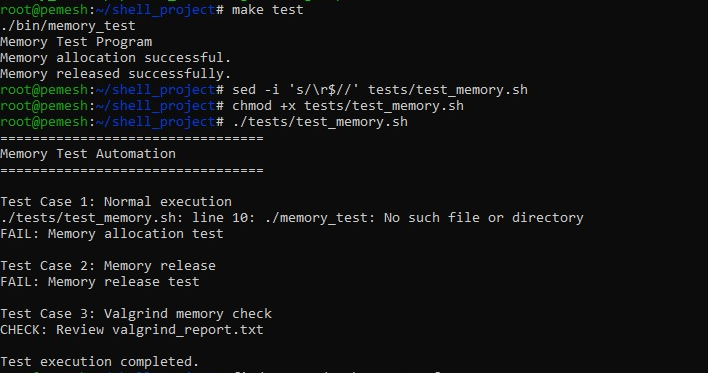 root@pemesh:~/shell_project# make test
./bin/memory_test
Memory Test Program
Memory allocation successful.
Memory released successfully.
root@pemesh:~/shell_project# sed -i 's/\r$//' tests/test_memory.sh
root@pemesh:~/shell_project# chmod +x tests/test_memory.sh
root@pemesh:~/shell_project# ./tests/test_memory.sh
=================================
Memory Test Automation
=================================
Test Case 1: Normal execution
./tests/test_memory.sh: line 10: ./memory_test: No such file or directory
FAIL: Memory allocation test
Test Case 2: Memory release
FAIL: Memory release test
Test Case 3: Valgrind memory check
CHECK: Review valgrind_report.txt
Test execution completed.